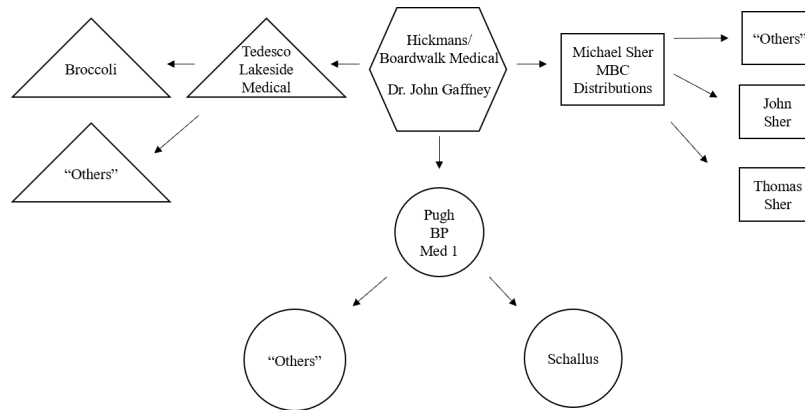 Hickmans/
Boardwalk Medical
Dr. John Gaffney
Tedesco
Lakeside
Medical
Broccoli
“Others”
Michael Sher
MBC
Distributions
“Others”
John
Sher
Thomas
Sher
Pugh
BP
Med 1
“Others”
Schallus